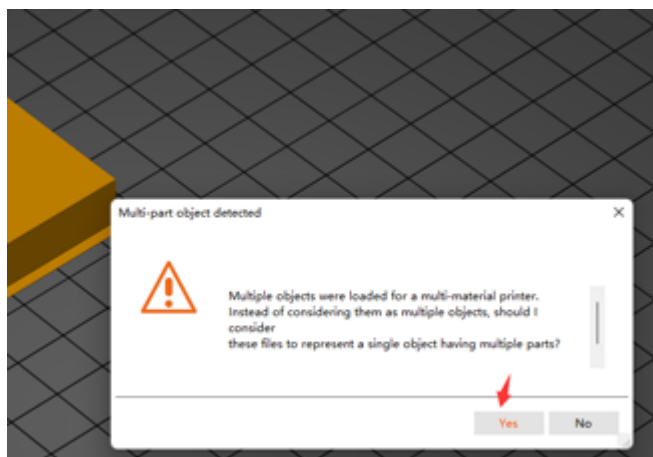 Multi-part object detected
Multiple objects were loaded for a multi-material printer.
Instead of considering them as multiple objects, should I
consider
these files to represent a single object having multiple parts?
Yes No